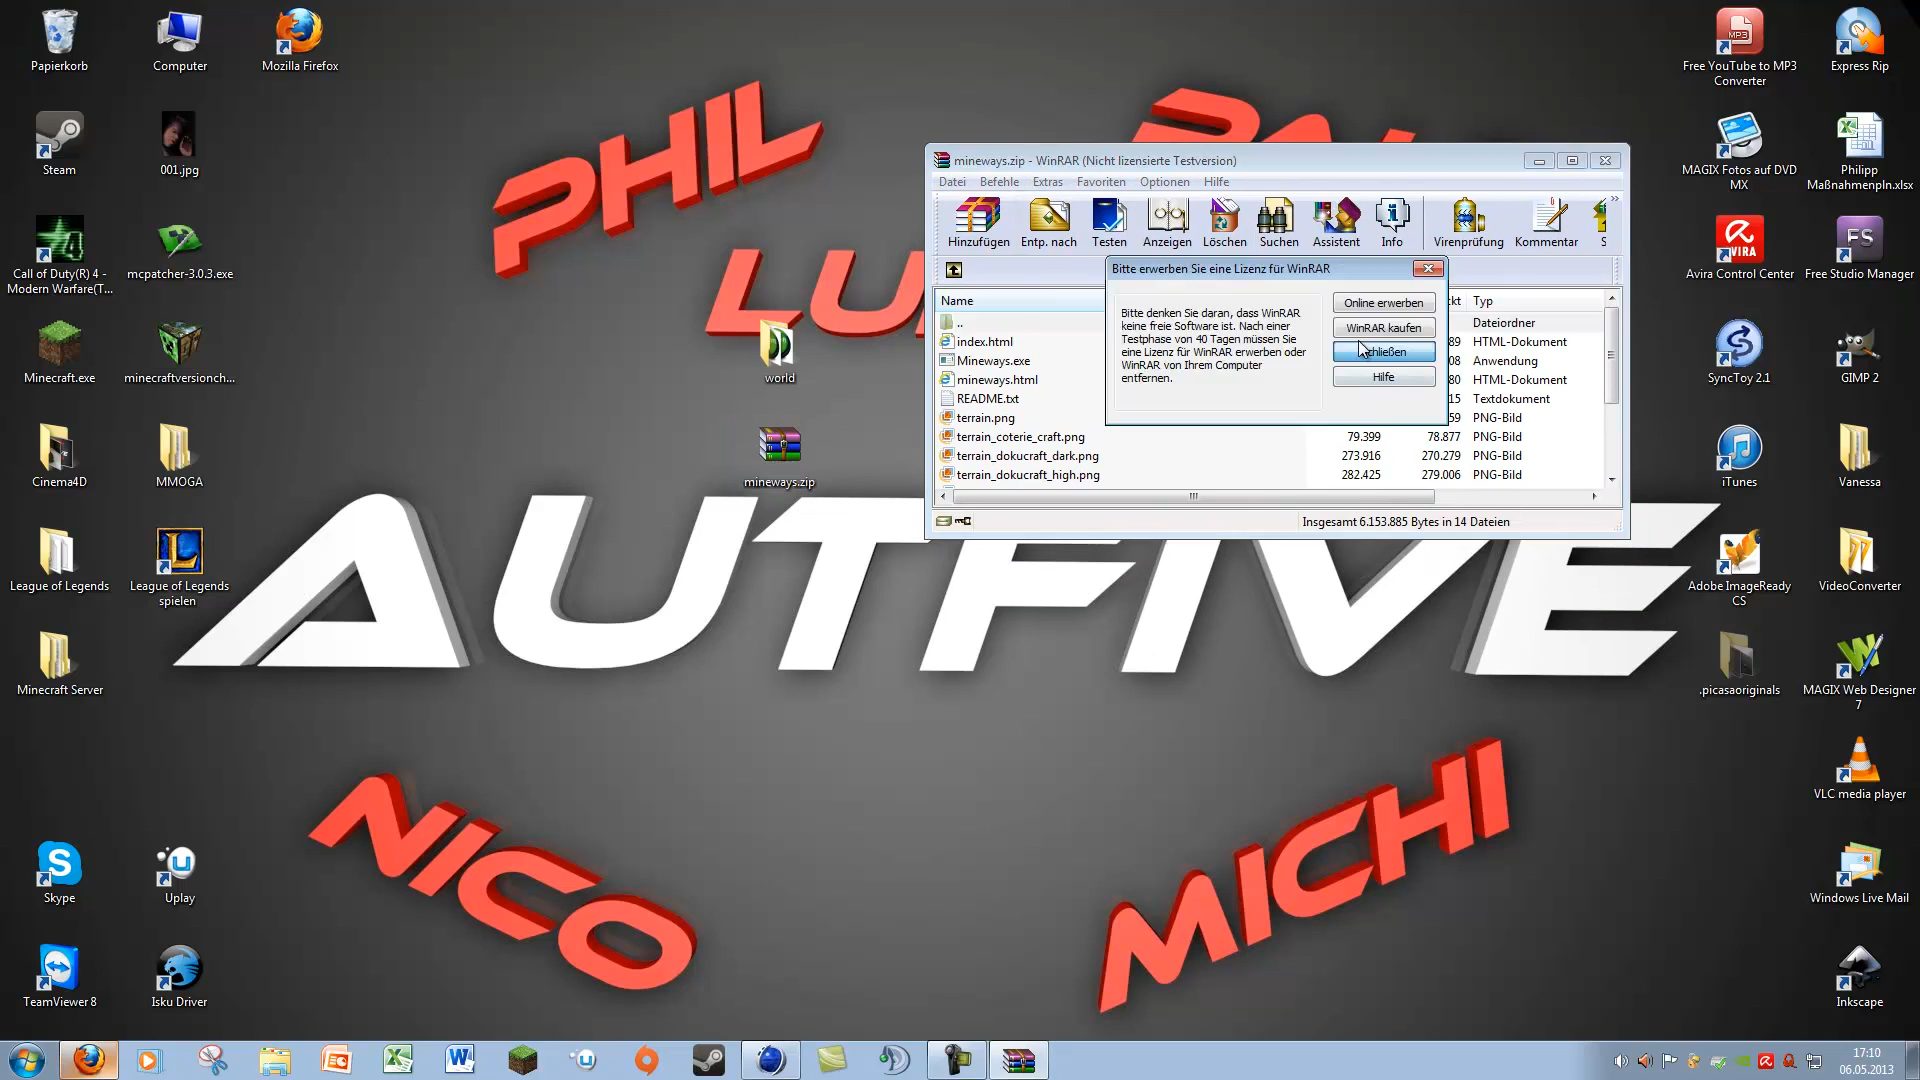 Papierkorb
Computer
Mozilla Firefox
Steam
001.jpg
Call of Duty(R) 4 -
Modern Warfare(T...
mcpatcher-3.0.3.exe
Minecraft.exe
minecraftversionch...
Cinema4D
MMOGA
League of Legends
League of Legends
spielen
Minecraft Server
Skype
Uplay
TeamViewer 8
Isku Driver
PHIL
LU
AUTFIVE
NICO
MICHI
world
mineways.zip
mineways.zip - WinRAR (Nicht lizensierte Testversion)
Datei Befehle Extras Favoriten Optionen Hilfe
Hinzufügen Entp. nach Testen Anzeigen Löschen Suchen Assistent Info Virenprüfung Kommentar S
Name
kt Typ
..
Dateiordner
index.html
89 HTML-Dokument
Mineways.exe
08 Anwendung
mineways.html
80 HTML-Dokument
README.txt
15 Textdokument
terrain.png
59 PNG-Bild
terrain_coterie_craft.png 79.399 78.877 PNG-Bild
terrain_dokucraft_dark.png 273.916 270.279 PNG-Bild
terrain_dokucraft_high.png 282.425 279.006 PNG-Bild
Insgesamt 6.153.885 Bytes in 14 Dateien
Bitte erwerben Sie eine Lizenz für WinRAR
Bitte denken Sie daran, dass WinRAR
keine freie Software ist. Nach einer
Testphase von 40 Tagen müssen Sie
eine Lizenz für WinRAR erwerben oder
WinRAR von Ihrem Computer
entfernen.
Online erwerben
WinRAR kaufen
chließen
Hilfe
MP3
Free YouTube to MP3
Converter
Express Rip
MAGIX Fotos auf DVD
MX
Philipp
Maßnahmenpln.xlsx
AVIRA
Avira Control Center
FS
Free Studio Manager
SyncToy 2.1
GIMP 2
iTunes
Vanessa
Adobe ImageReady
CS
VideoConverter
.picasaoriginals
MAGIX Web Designer
7
VLC media player
Windows Live Mail
Inkscape
17:10
06.05.2013